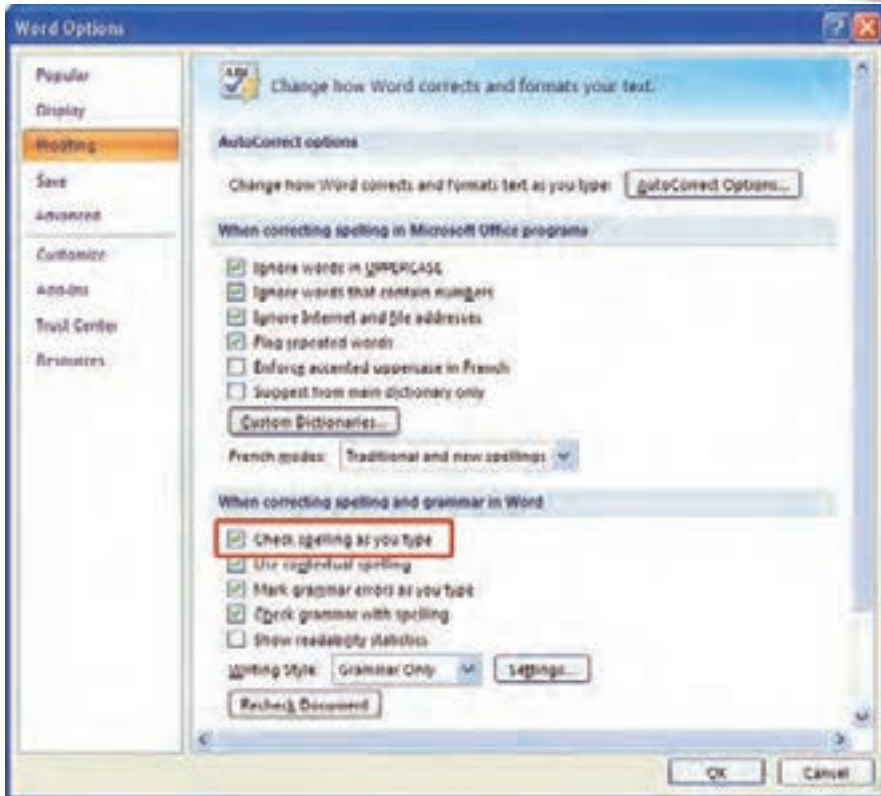 Word Options
Popular
Display
Proofing
Save
Advanced
Customize
Add-Ins
Trust Center
Resources
Change how Word corrects and formats your text.
AutoCorrect options
Change how Word corrects and formats text as you type: AutoCorrect Options...
When correcting spelling in Microsoft Office programs
Ignore words in UPPERCASE
Ignore words that contain numbers
Ignore Internet and file addresses
Flag repeated words
Enforce accented uppercase in French
Suggest from main dictionary only
Custom Dictionaries...
French modes: Traditional and new spellings
When correcting spelling and grammar in Word
Check spelling as you type
Use contextual spelling
Mark grammar errors as you type
Check grammar with spelling
Show readability statistics
Writing Style: Grammar Only Settings...
Recheck Document
OK Cancel